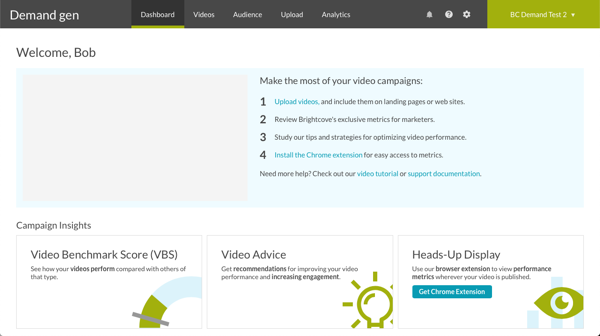 Demand gen
Dashboard Videos Audience Upload Analytics
BC Demand Test 2
Welcome, Bob
Make the most of your video campaigns:
1 Upload videos, and include them on landing pages or web sites.
2 Review Brightcove's exclusive metrics for marketers.
3 Study our tips and strategies for optimizing video performance.
4 Install the Chrome extension for easy access to metrics.
Need more help? Check out our video tutorial or support documentation.
Campaign Insights
Video Benchmark Score (VBS)
See how your videos perform compared with others of
that type.
Video Advice
Get recommendations for improving your video
performance and increasing engagement.
Heads-Up Display
Use our browser extension to view performance
metrics wherever your video is published.
Get Chrome Extension